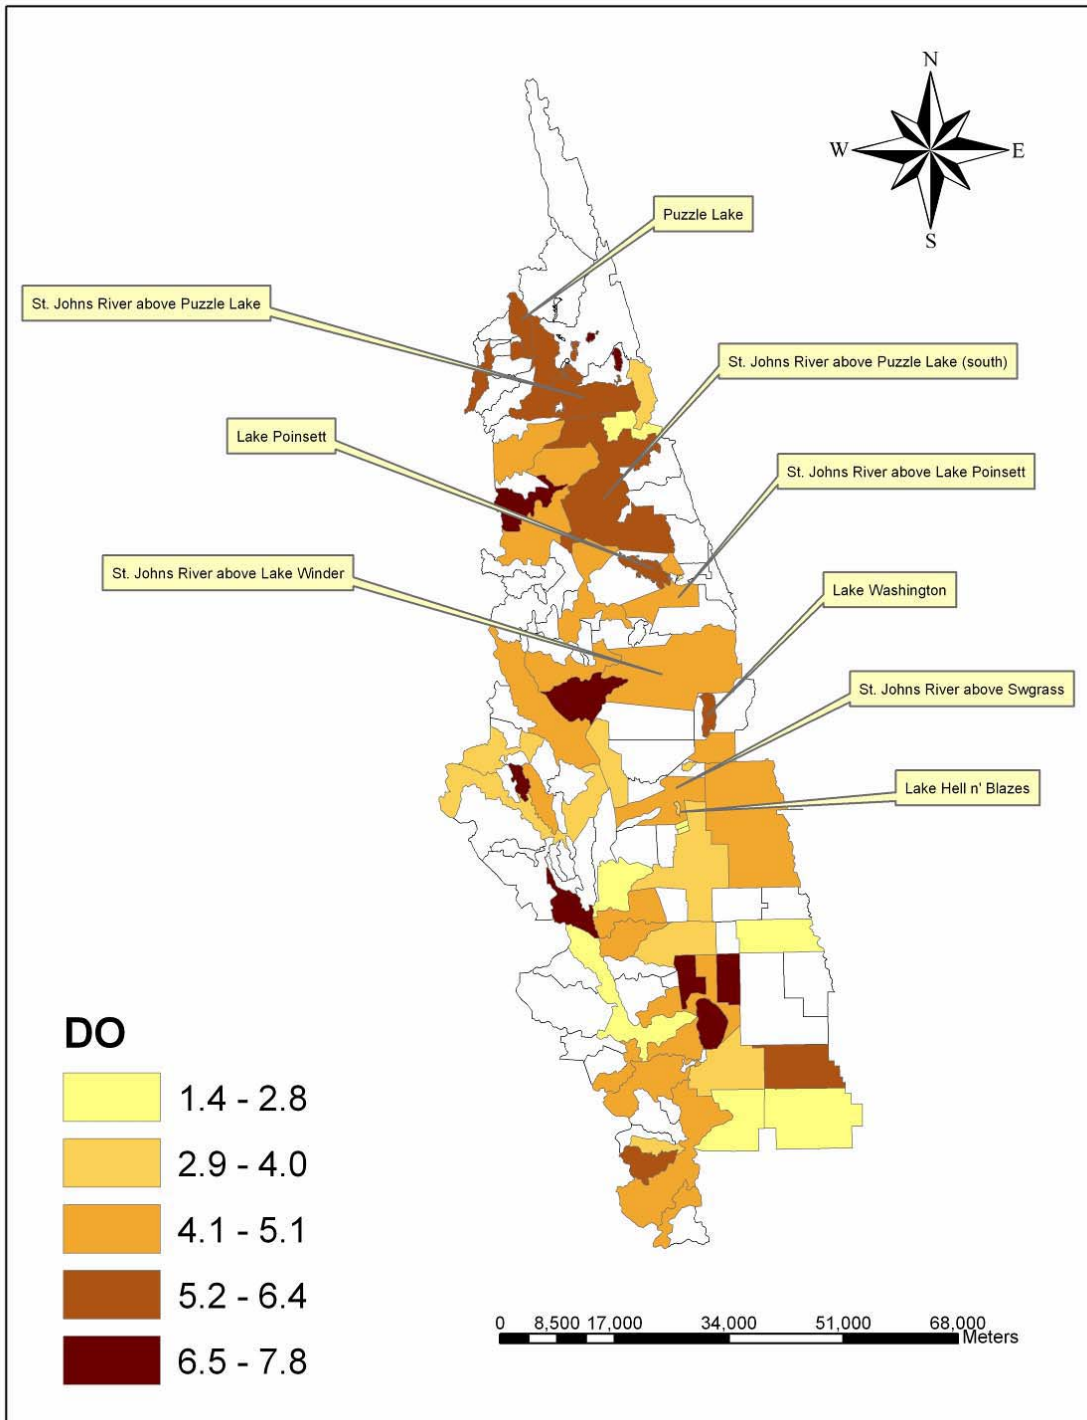 N
W
E
S
Puzzle Lake
St. Johns River above Puzzle Lake
St. Johns River above Puzzle Lake (south)
Lake Poinsett
St. Johns River above Lake Poinsett
St. Johns River above Lake Winder
Lake Washington
St. Johns River above Swgrass
Lake Hell n' Blazes
DO
1.4 - 2.8
2.9 - 4.0
4.1 - 5.1
5.2 - 6.4
6.5 - 7.8
0 8,500 17,000 34,000 51,000 68,000
Meters